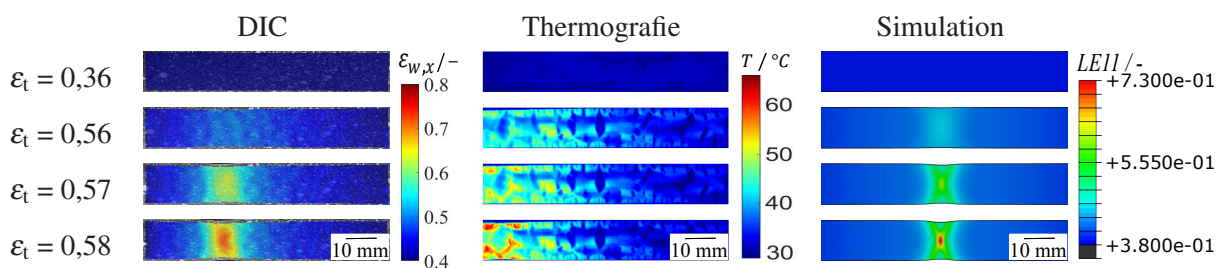 DIC Thermografie Simulation
εt = 0,36
εt = 0,56
εt = 0,57
εt = 0,58
εW,x / −
0.8
0.7
0.6
0.5
0.4
10 mm
T / °C
60
50
40
30
10 mm
LE11 / -
+7.300e-01
+5.550e-01
+3.800e-01
10 mm